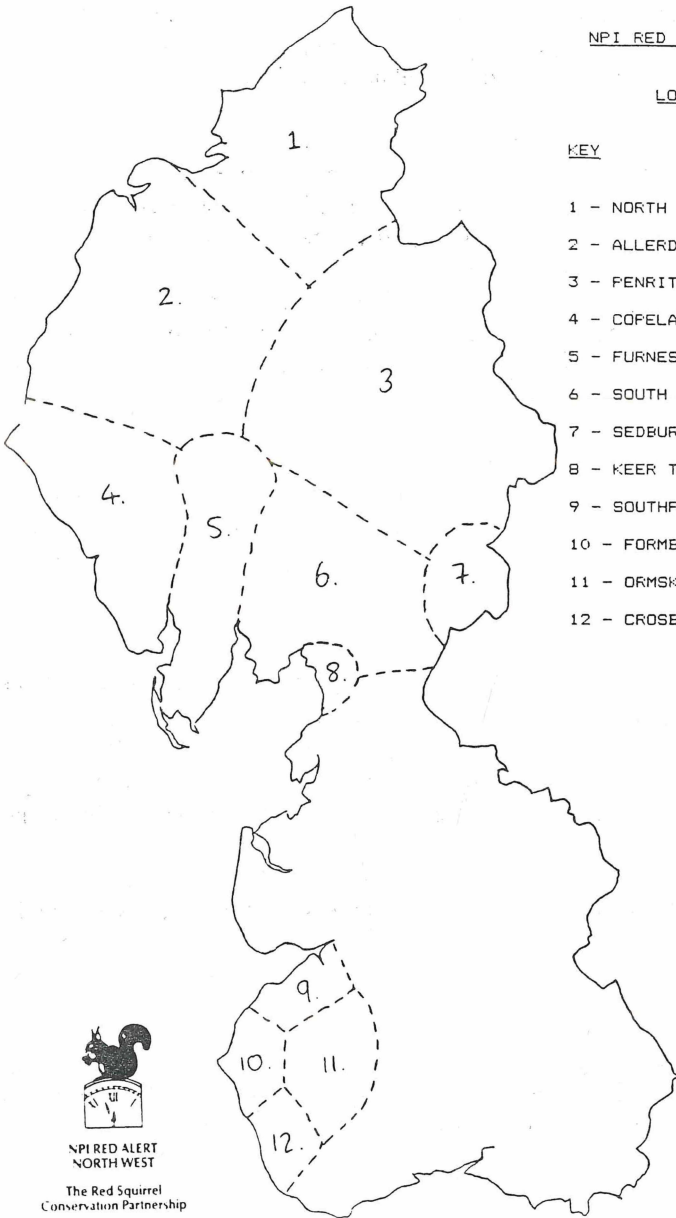 NPI RED
LO
KEY
1 - NORTH
2 - ALLERD
3 - PENRIT
4 - COPELA
5 - FURNES
6 - SOUTH
7 - SEDBUR
8 - KEER T
9 - SOUTHP
10 - FORMB
11 - ORMSK
12 - CROSB
1.
2.
3
4.
5.
6.
7.
8.
9.
10.
11.
12.
NPI RED ALERT
NORTH WEST
The Red Squirrel
Conservation Partnership